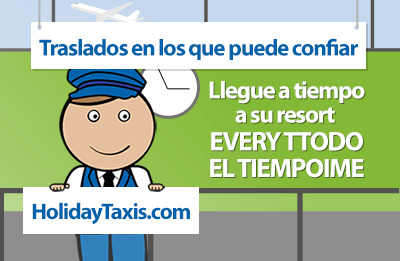 Traslados en los que puede confiar
Llegue a tiempo
a su resort
EVERY TTODO
EL TIEMPOIME
HolidayTaxis.com